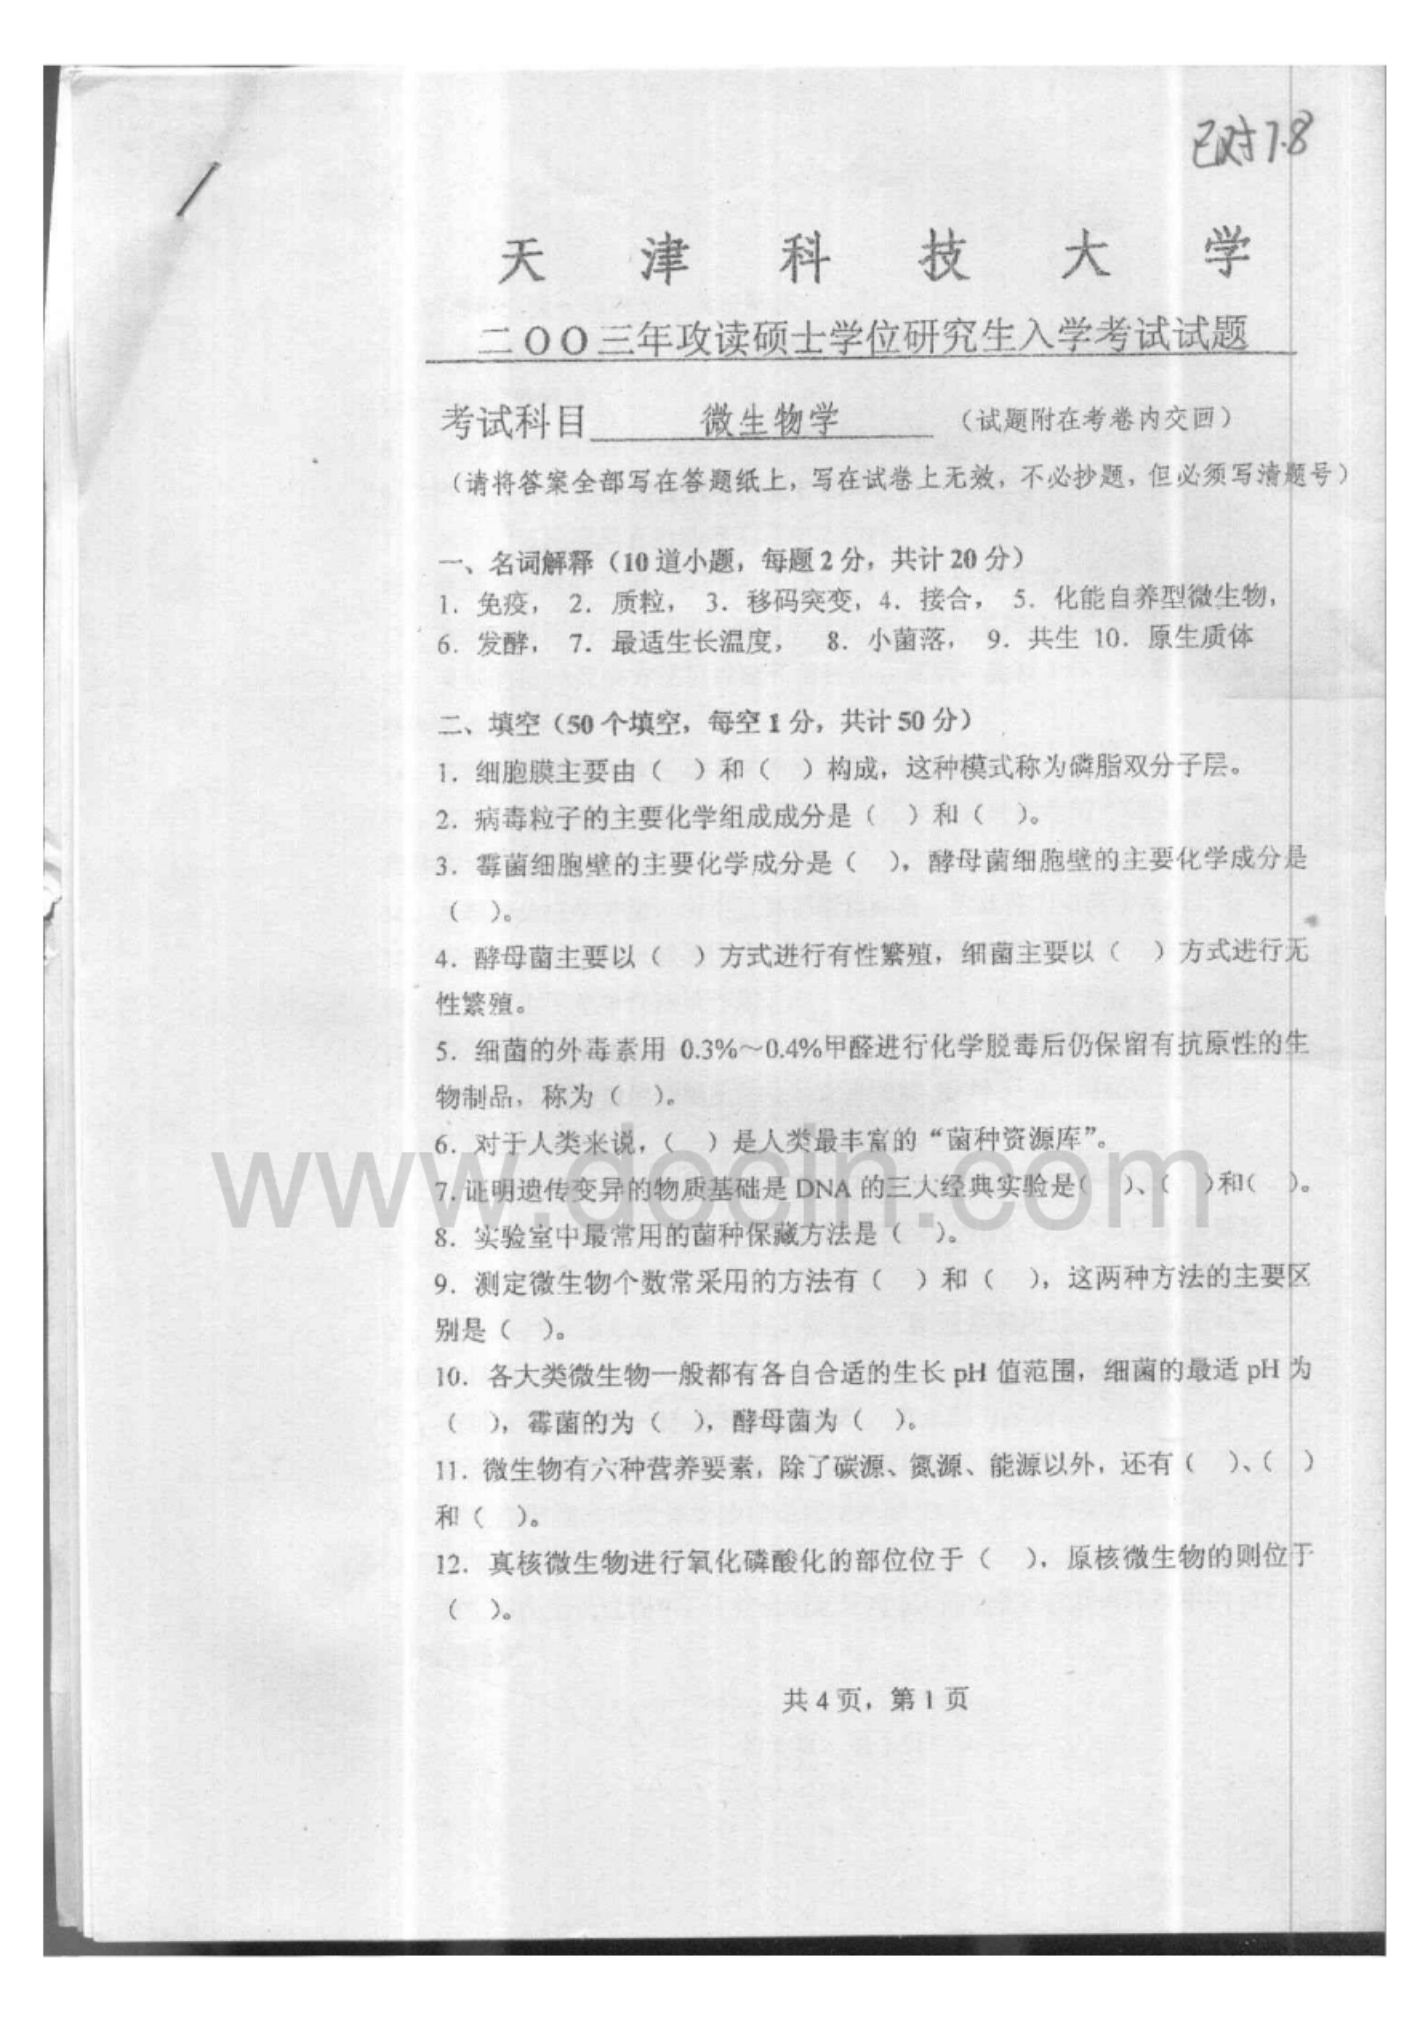 已对 7.8
天津科技大学
二〇〇三年攻读硕士学位研究生入学考试试题
考试科目 微生物学 （试题附在考卷内交回）
（请将答案全部写在答题纸上，写在试卷上无效，不必抄题，但必须写清题号）
一、名词解释（10 道小题，每题 2 分，共计 20 分）
1．免疫， 2．质粒， 3．移码突变，4．接合， 5．化能自养型微生物，
6．发酵， 7．最适生长温度， 8．小菌落， 9．共生 10．原生质体
二、填空（50 个填空，每空 1 分，共计 50 分）
1．细胞膜主要由（ ）和（ ）构成，这种模式称为磷脂双分子层。
2．病毒粒子的主要化学组成成分是（ ）和（ ）。
3．霉菌细胞壁的主要化学成分是（ ），酵母菌细胞壁的主要化学成分是
（ ）。
4．酵母菌主要以（ ）方式进行有性繁殖，细菌主要以（ ）方式进行无
性繁殖。
5．细菌的外毒素用 0.3%～0.4%甲醛进行化学脱毒后仍保留有抗原性的生
物制品，称为（ ）。
6．对于人类来说，（ ）是人类最丰富的“菌种资源库”。
7.证明遗传变异的物质基础是 DNA 的三大经典实验是（ ）、（ ）和（ ）。
8．实验室中最常用的菌种保藏方法是（ ）。
9．测定微生物个数常采用的方法有（ ）和（ ），这两种方法的主要区
别是（ ）。
10．各大类微生物一般都有各自合适的生长 pH 值范围，细菌的最适 pH 为
（ ），霉菌的为（ ），酵母菌为（ ）。
11．微生物有六种营养要素，除了碳源、氮源、能源以外，还有（ ）、（ ）
和（ ）。
12．真核微生物进行氧化磷酸化的部位位于（ ），原核微生物的则位于
（ ）。
共 4 页，第 1 页
www.docin.com